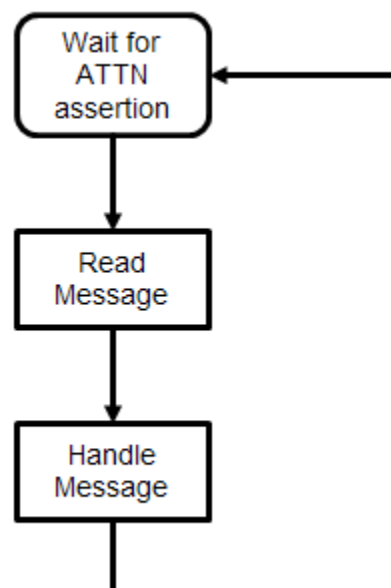 Wait for
ATTN
assertion
Read
Message
Handle
Message